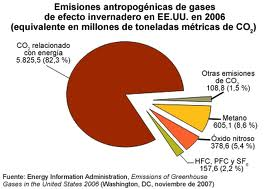 Emisiones antropogénicas de gases
de efecto invernadero en EE.UU. en 2006
(equivalente en millones de toneladas métricas de CO2)
CO2 relacionado
con energía
5.825,5 (82,3 %)
Otras emisiones
de CO2
108,8 (1,5 %)
Metano
605,1 (8,6 %)
Óxido nitroso
378,6 (5,4 %)
HFC, PFC y SF6
157,6 (2,2 %)
Fuente: Energy Information Administration, Emissions of Greenhouse
Gases in the United States 2006 (Washington, DC, noviembre de 2007)